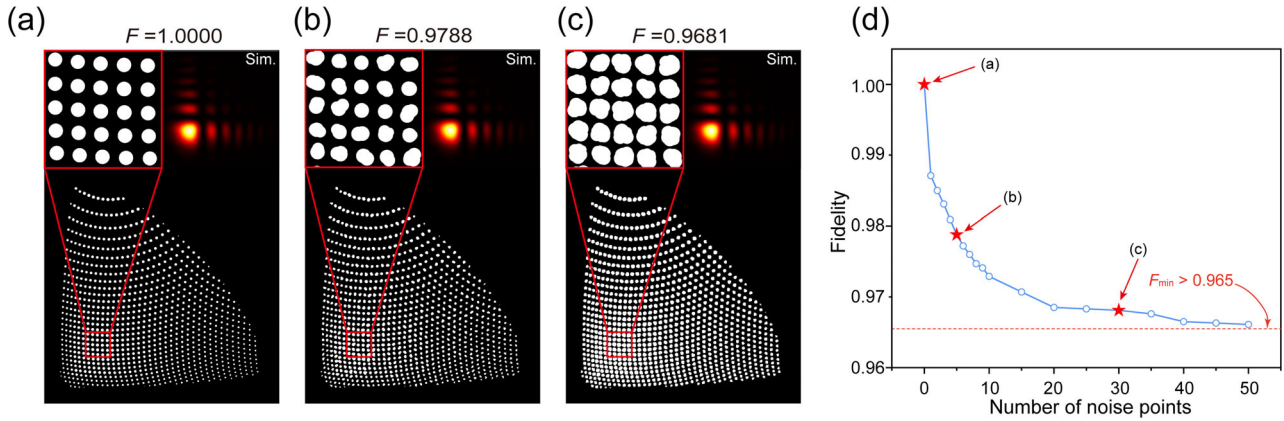 (a)
F =1.0000
Sim.
(b)
F =0.9788
Sim.
(c)
F =0.9681
Sim.
(d)
Fidelity
1.00
0.99
0.98
0.97
0.96
(a)
(b)
(c)
Fmin > 0.965
0
10
20
30
40
50
Number of noise points